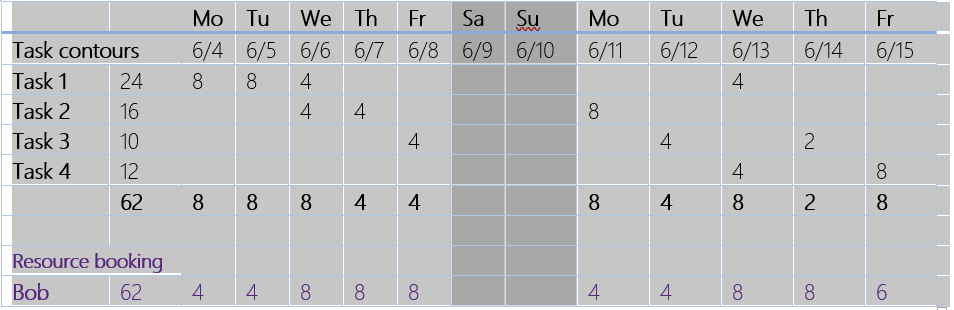 Mo Tu We Th Fr Sa Su Mo Tu We Th Fr
Task contours 6/4 6/5 6/6 6/7 6/8 6/9 6/10 6/11 6/12 6/13 6/14 6/15
Task 1 24 8 8 4 4
Task 2 16 4 4 8
Task 3 10 4 4 2
Task 4 12 4 8
62 8 8 8 4 4 8 4 8 2 8
Resource booking
Bob 62 4 4 8 8 8 4 4 8 8 6